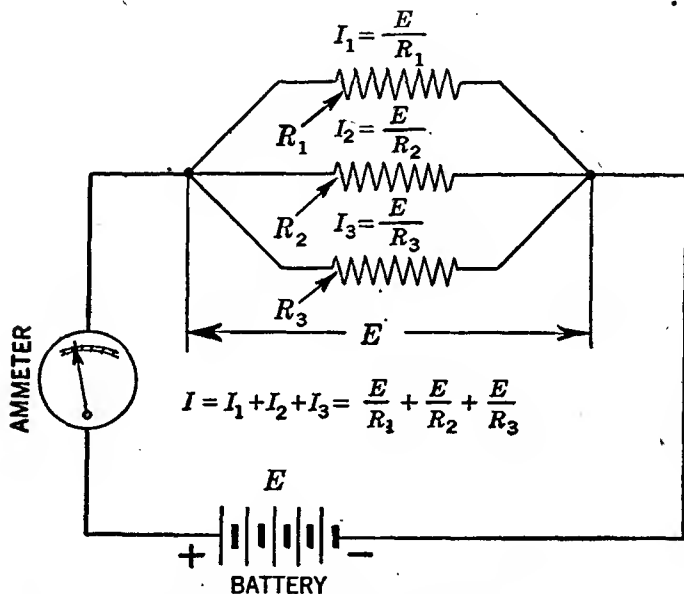 I₁ = E/R₁
R₁
I₂ = E/R₂
R₂
I₃ = E/R₃
R₃
E
AMMETER
I = I₁ + I₂ + I₃ = E/R₁ + E/R₂ + E/R₃
E
+ −
BATTERY